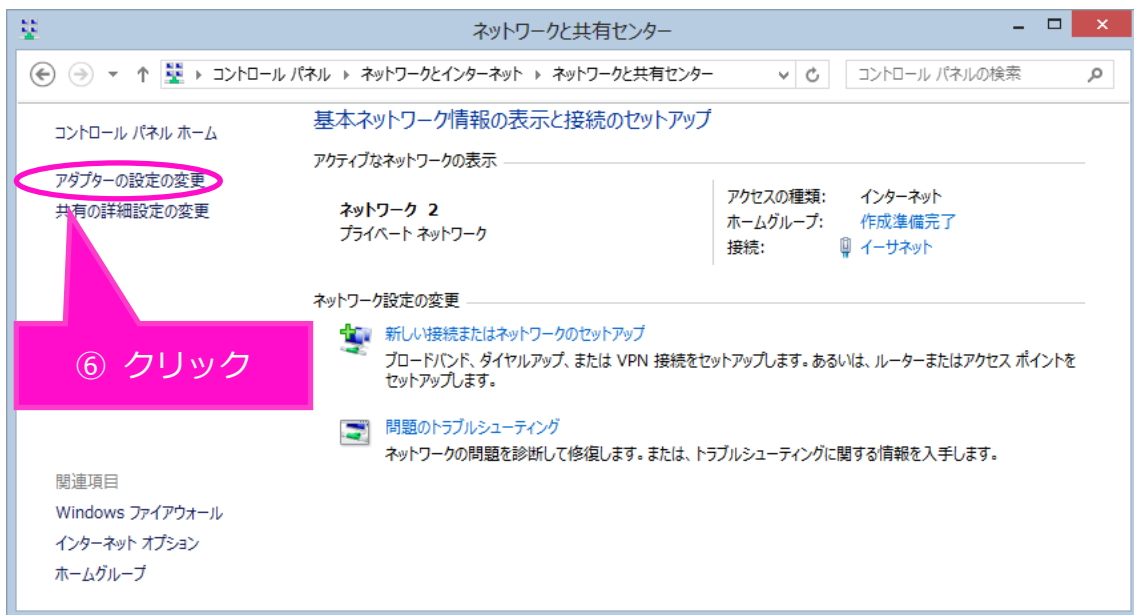 ネットワークと共有センター
コントロール パネル ネットワークとインターネット ネットワークと共有センター
コントロール パネルの検索
コントロール パネル ホーム
アダプターの設定の変更
共有の詳細設定の変更
⑥ クリック
基本ネットワーク情報の表示と接続のセットアップ
アクティブなネットワークの表示
ネットワーク 2
プライベート ネットワーク
アクセスの種類: インターネット
ホームグループ: 作成準備完了
接続: イーサネット
ネットワーク設定の変更
新しい接続またはネットワークのセットアップ
ブロードバンド、ダイヤルアップ、または VPN 接続をセットアップします。あるいは、ルーターまたはアクセス ポイントを
セットアップします。
問題のトラブルシューティング
ネットワークの問題を診断して修復します。または、トラブルシューティングに関する情報を入手します。
関連項目
Windows ファイアウォール
インターネット オプション
ホームグループ